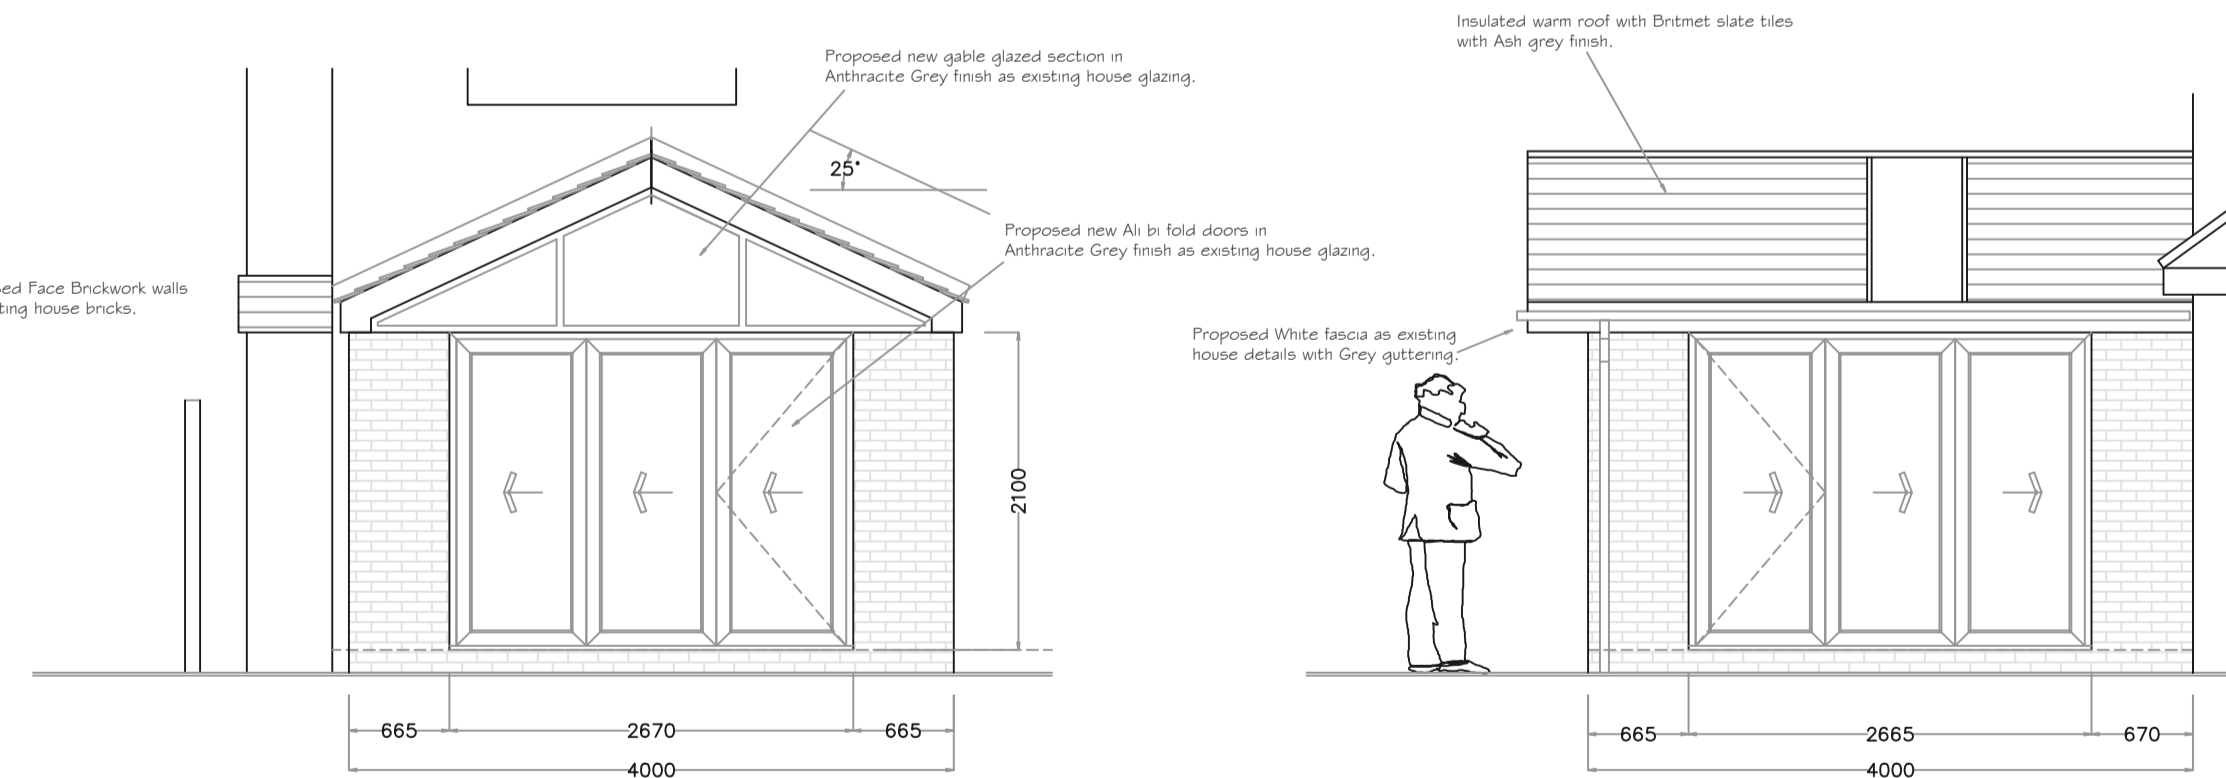 Insulated warm roof with Britmet slate tiles
with Ash grey finish.
Proposed new gable glazed section in
Anthracite Grey finish as existing house glazing.
25°
Proposed new Ali bi fold doors in
Anthracite Grey finish as existing house glazing.
Face Brickwork walls
house bricks.
Proposed White fascia as existing
house details with Grey guttering.
2100
665
2670
665
4000
665
2665
670
4000